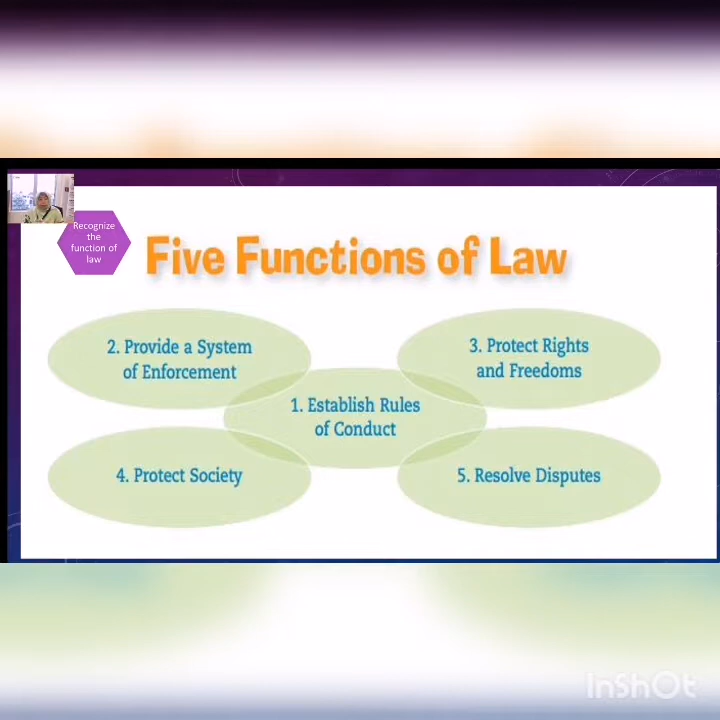 Recognize
the
function of
law
Five Functions of Law
2. Provide a System
of Enforcement
3. Protect Rights
and Freedoms
1. Establish Rules
of Conduct
4. Protect Society
5. Resolve Disputes
InShOt